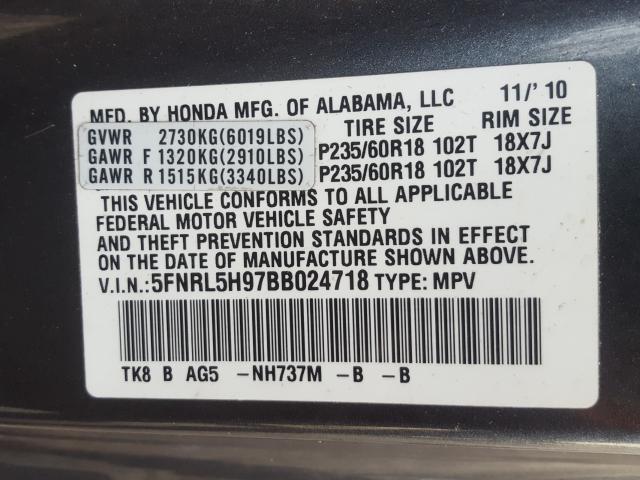 MFD. BY HONDA MFG. OF ALABAMA, LLC 11/' 10
TIRE SIZE RIM SIZE
GVWR 2730KG(6019LBS)
GAWR F 1320KG(2910LBS) P235/60R18 102T 18X7J
GAWR R 1515KG(3340LBS) P235/60R18 102T 18X7J
THIS VEHICLE CONFORMS TO ALL APPLICABLE
FEDERAL MOTOR VEHICLE SAFETY
AND THEFT PREVENTION STANDARDS IN EFFECT
ON THE DATE OF MANUFACTURE SHOWN ABOVE.
V.I.N.:5FNRL5H97BB024718 TYPE: MPV
TK8 B AG5 -NH737M -B -B